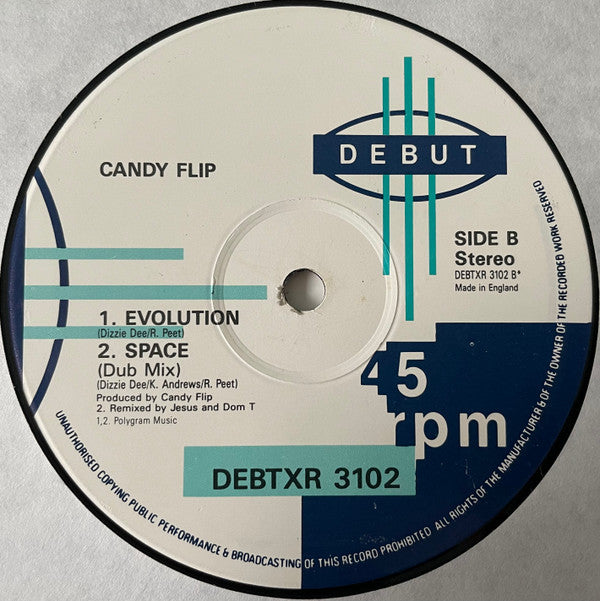 DEBUT
CANDY FLIP
SIDE B
Stereo
DEBTXR 3102 B*
Made in England
1. EVOLUTION
(Dizzie Dee/R. Peet)
2. SPACE
(Dub Mix)
(Dizzie Dee/K. Andrews/R. Peet)
Produced by Candy Flip
2. Remixed by Jesus and Dom T
1,2. Polygram Music
45
rpm
DEBTXR 3102
UNAUTHORISED COPYING PUBLIC PERFORMANCE & BROADCASTING OF THIS RECORD PROHIBITED ALL RIGHTS OF THE MANUFACTURER & OF THE OWNER OF THE RECORDED WORK RESERVED